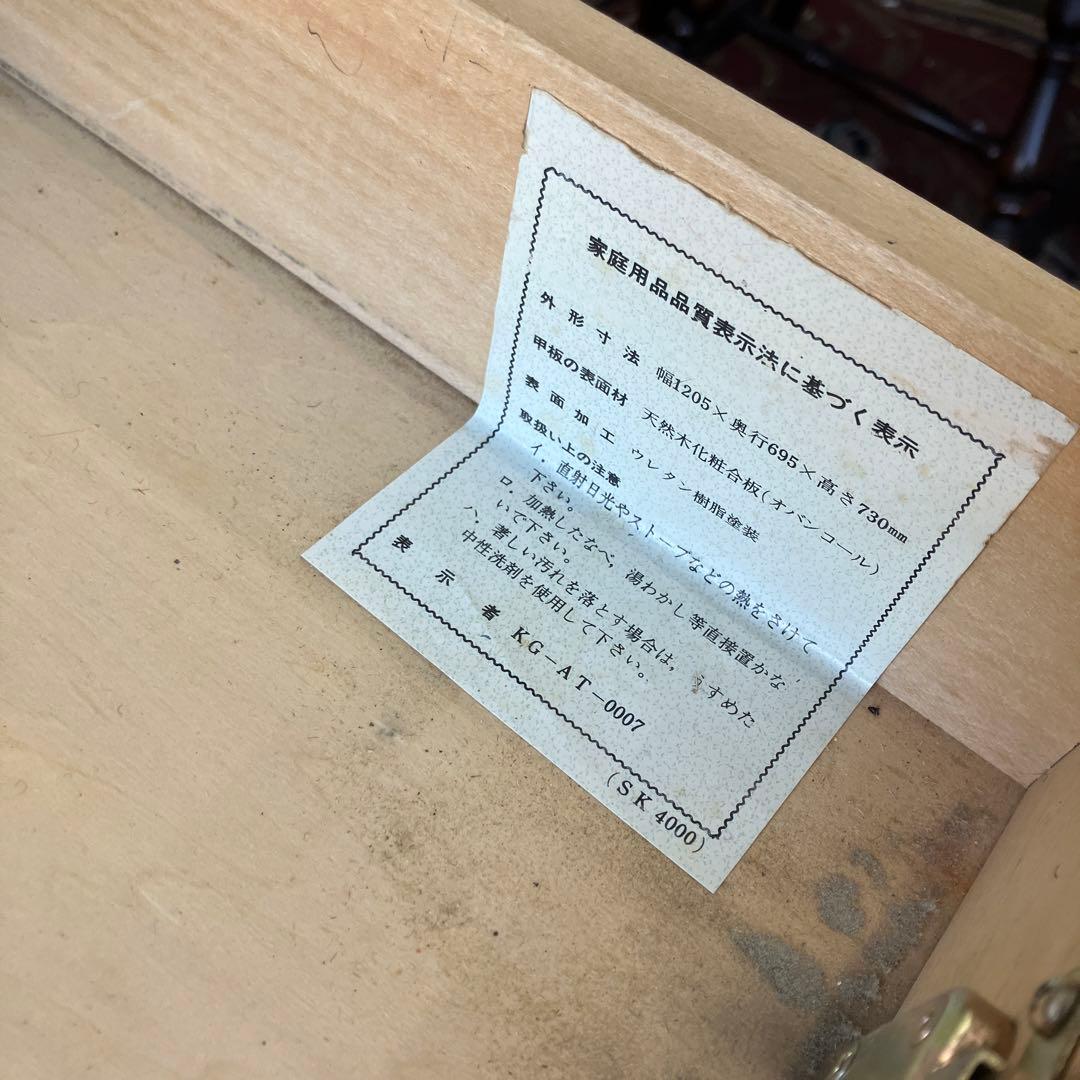 家庭用品品質表示法に基づく表示
外形寸法 幅1205×奥行695×高さ730mm
甲板の表面材 天然木化粧合板(オバンコール)
表面加工 ウレタン樹脂塗装
取扱い上の注意
イ．直射日光やストーブなどの熱をさけて
下さい。
ロ．加熱したなべ，湯わかし等直接置かな
いで下さい。
ハ．著しい汚れを落とす場合は，うすめた
中性洗剤を使用して下さい。
表示者 KG-AT-0007
(SK 4000)